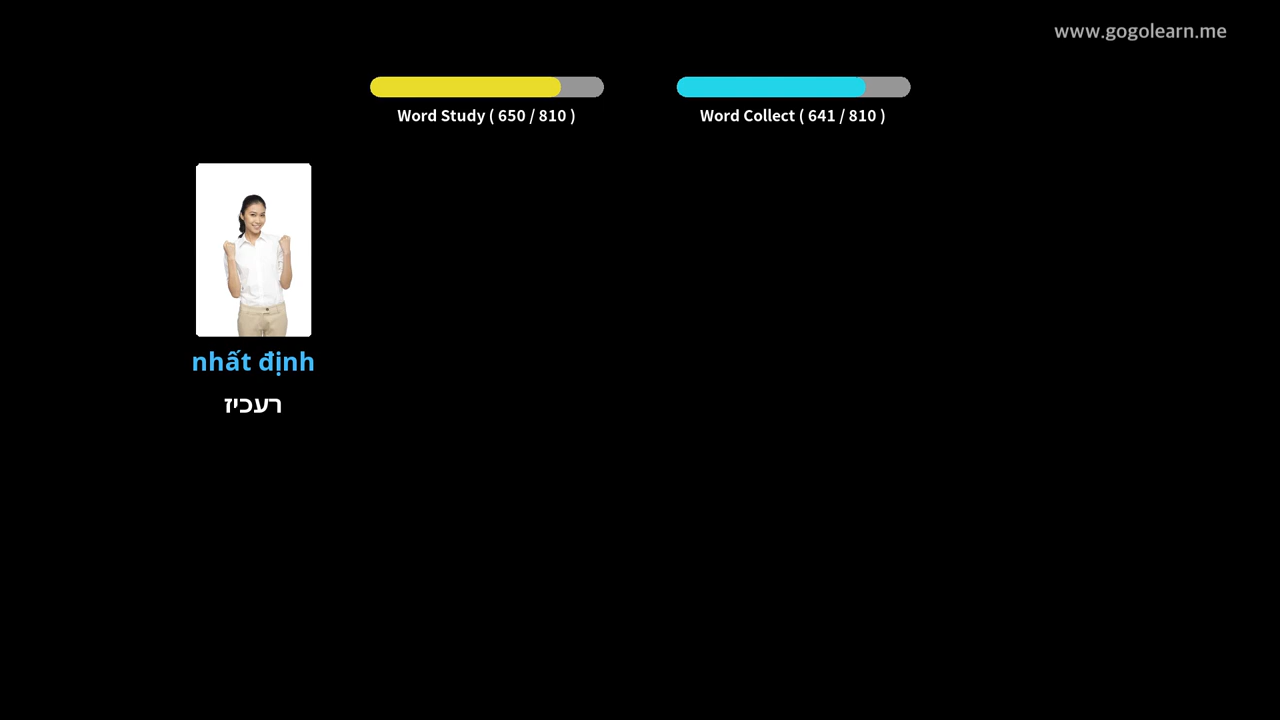 www.gogolearn.me
Word Study ( 650 / 810 )
Word Collect ( 641 / 810 )
nhất định
רעכיז